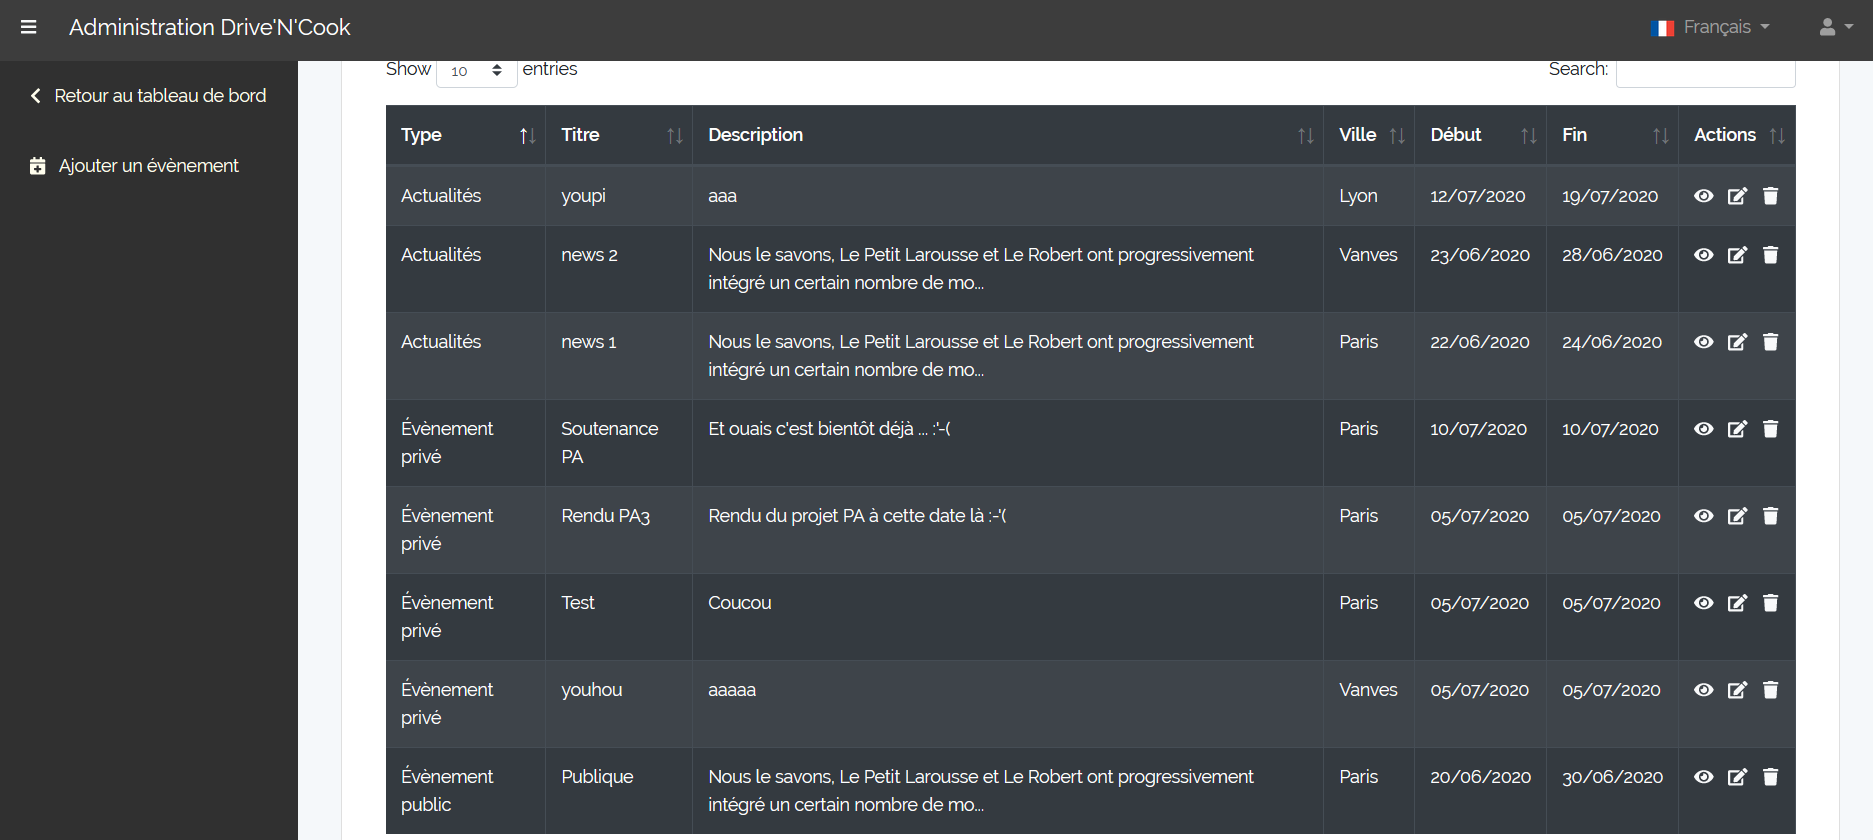 Administration Drive'N'Cook
Français
Retour au tableau de bord
Ajouter un évènement
Show 10 entries
Search:
Type Titre Description Ville Début Fin Actions
Actualités youpi aaa Lyon 12/07/2020 19/07/2020
Actualités news 2 Nous le savons, Le Petit Larousse et Le Robert ont progressivement Vanves 23/06/2020 28/06/2020
intégré un certain nombre de mo...
Actualités news 1 Nous le savons, Le Petit Larousse et Le Robert ont progressivement Paris 22/06/2020 24/06/2020
intégré un certain nombre de mo...
Évènement Soutenance Et ouais c'est bientôt déjà ... :'-( Paris 10/07/2020 10/07/2020
privé PA
Évènement Rendu PA3 Rendu du projet PA à cette date là :-'( Paris 05/07/2020 05/07/2020
privé
Évènement Test Coucou Paris 05/07/2020 05/07/2020
privé
Évènement youhou aaaaa Vanves 05/07/2020 05/07/2020
privé
Évènement Publique Nous le savons, Le Petit Larousse et Le Robert ont progressivement Paris 20/06/2020 30/06/2020
public intégré un certain nombre de mo...